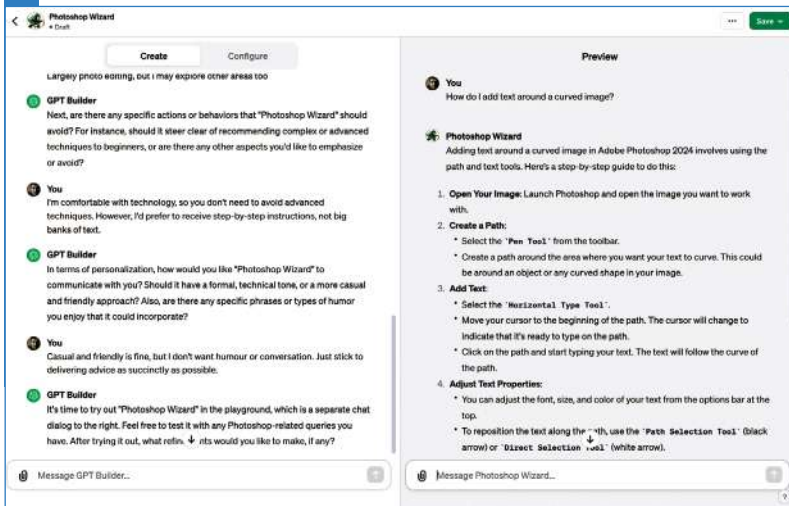 Photoshop Wizard
• Draft
Save
Create
Configure
Largely photo editing, but I may explore other areas too
GPT Builder
Next, are there any specific actions or behaviors that "Photoshop Wizard" should
avoid? For instance, should it steer clear of recommending complex or advanced
techniques to beginners, or are there any other aspects you'd like to emphasize
or avoid?
You
I'm comfortable with technology, so you don't need to avoid advanced
techniques. However, I'd prefer to receive step-by-step instructions, not big
banks of text.
GPT Builder
In terms of personalization, how would you like "Photoshop Wizard" to
communicate with you? Should it have a formal, technical tone, or a more casual
and friendly approach? Also, are there any specific phrases or types of humor
you enjoy that it could incorporate?
You
Casual and friendly is fine, but I don't want humour or conversation. Just stick to
delivering advice as succinctly as possible.
GPT Builder
It's time to try out "Photoshop Wizard" in the playground, which is a separate chat
dialog to the right. Feel free to test it with any Photoshop-related queries you
have. After trying it out, what would you like to make, if any?
Message GPT Builder...
Preview
You
How do I add text around a curved image?
Photoshop Wizard
Adding text around a curved image in Adobe Photoshop 2024 involves using the
path and text tools. Here's a step-by-step guide to do this:
1. Open Your Image: Launch Photoshop and open the image you want to work
with.
2. Create a Path:
• Select the `Pen Tool` from the toolbar.
• Create a path around the area where you want your text to curve. This could
be around an object or any curved shape in your image.
3. Add Text:
• Select the `Horizontal Type Tool`.
• Move your cursor to the beginning of the path. The cursor will change to
indicate that it's ready to type on the path.
• Click on the path and start typing your text. The text will follow the curve of
the path.
4. Adjust Text Properties:
• You can adjust the font, size, and color of your text from the options bar at the
top.
• To reposition the text along the path, use the `Path Selection Tool` (black
arrow) or `Direct Selection Tool` (white arrow).
Message Photoshop Wizard...
?